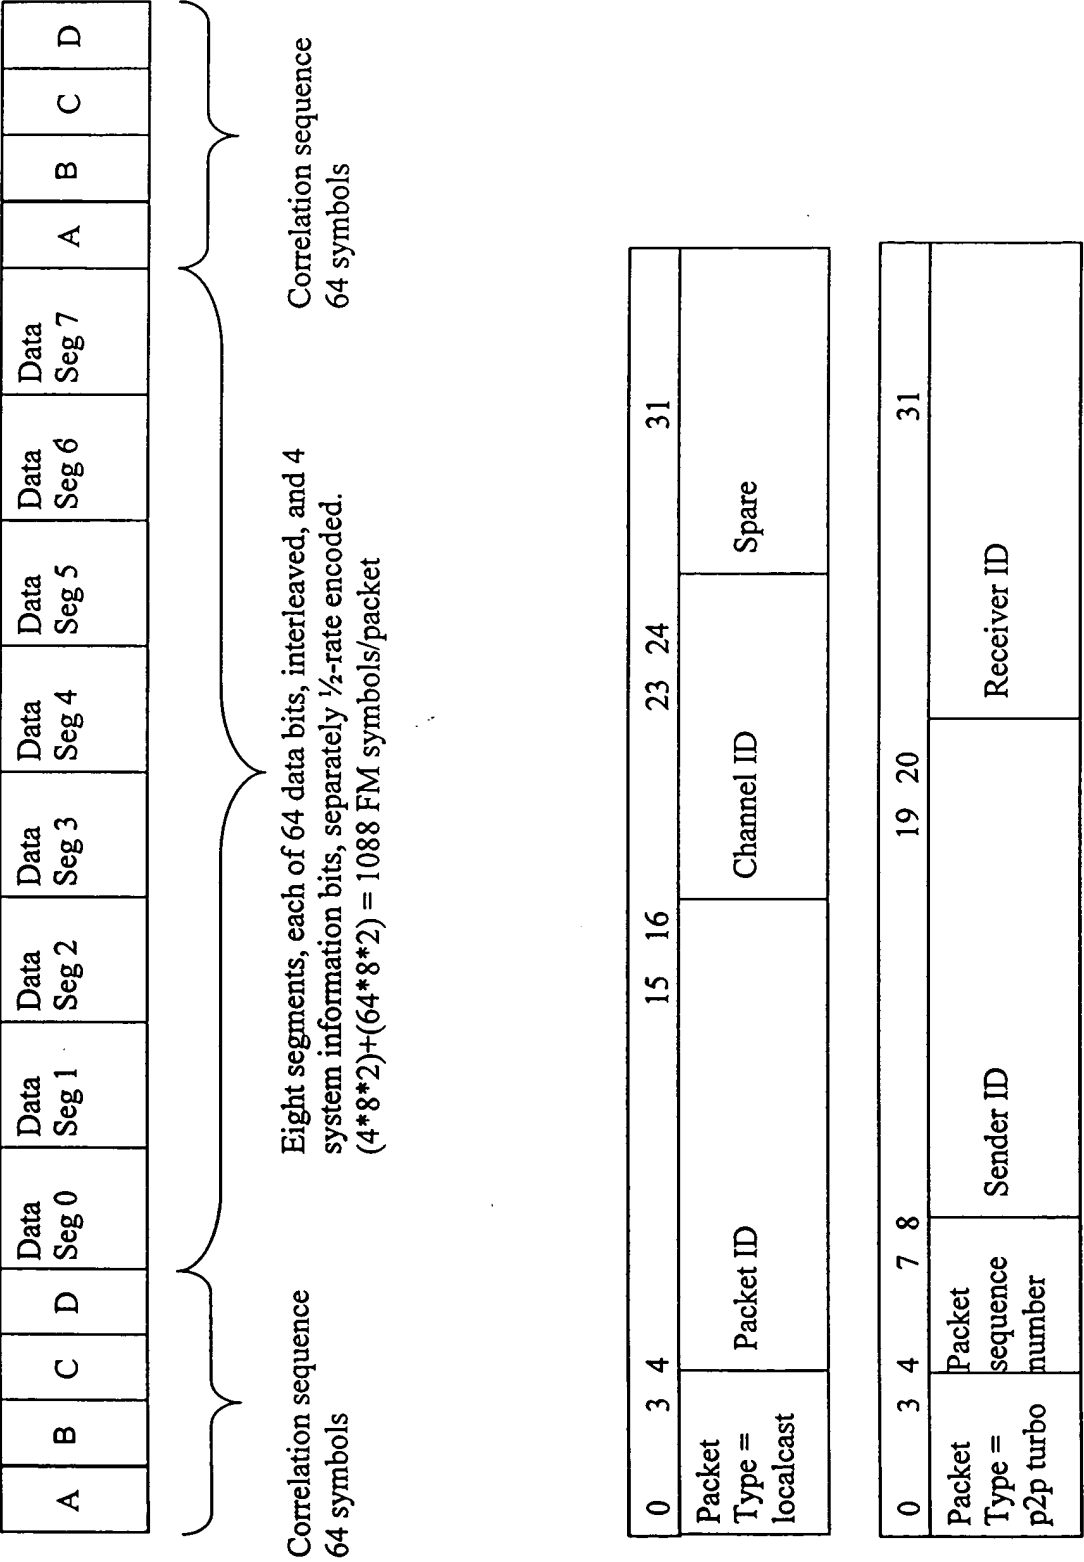 A B C D Data Seg 0 Data Seg 1 Data Seg 2 Data Seg 3 Data Seg 4 Data Seg 5 Data Seg 6 Data Seg 7 A B C D
Correlation sequence
64 symbols
Eight segments, each of 64 data bits, interleaved, and 4
system information bits, separately ½-rate encoded.
(4*8*2)+(64*8*2) = 1088 FM symbols/packet
Correlation sequence
64 symbols
0 3 4 15 16 23 24 31
Packet
Type =
localcast
Packet ID
Channel ID
Spare
0 3 4 7 8 19 20 31
Packet
Type =
p2p turbo
Packet
sequence
number
Sender ID
Receiver ID